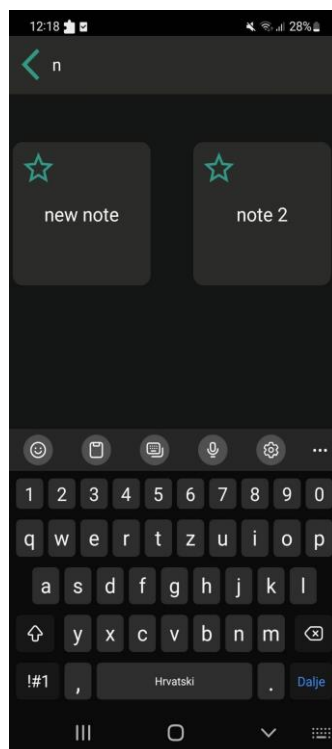 12:18 28%
n
new note note 2
1 2 3 4 5 6 7 8 9 0
q w e r t z u i o p
a s d f g h j k l
y x c v b n m
!#1 , Hrvatski . Dalje